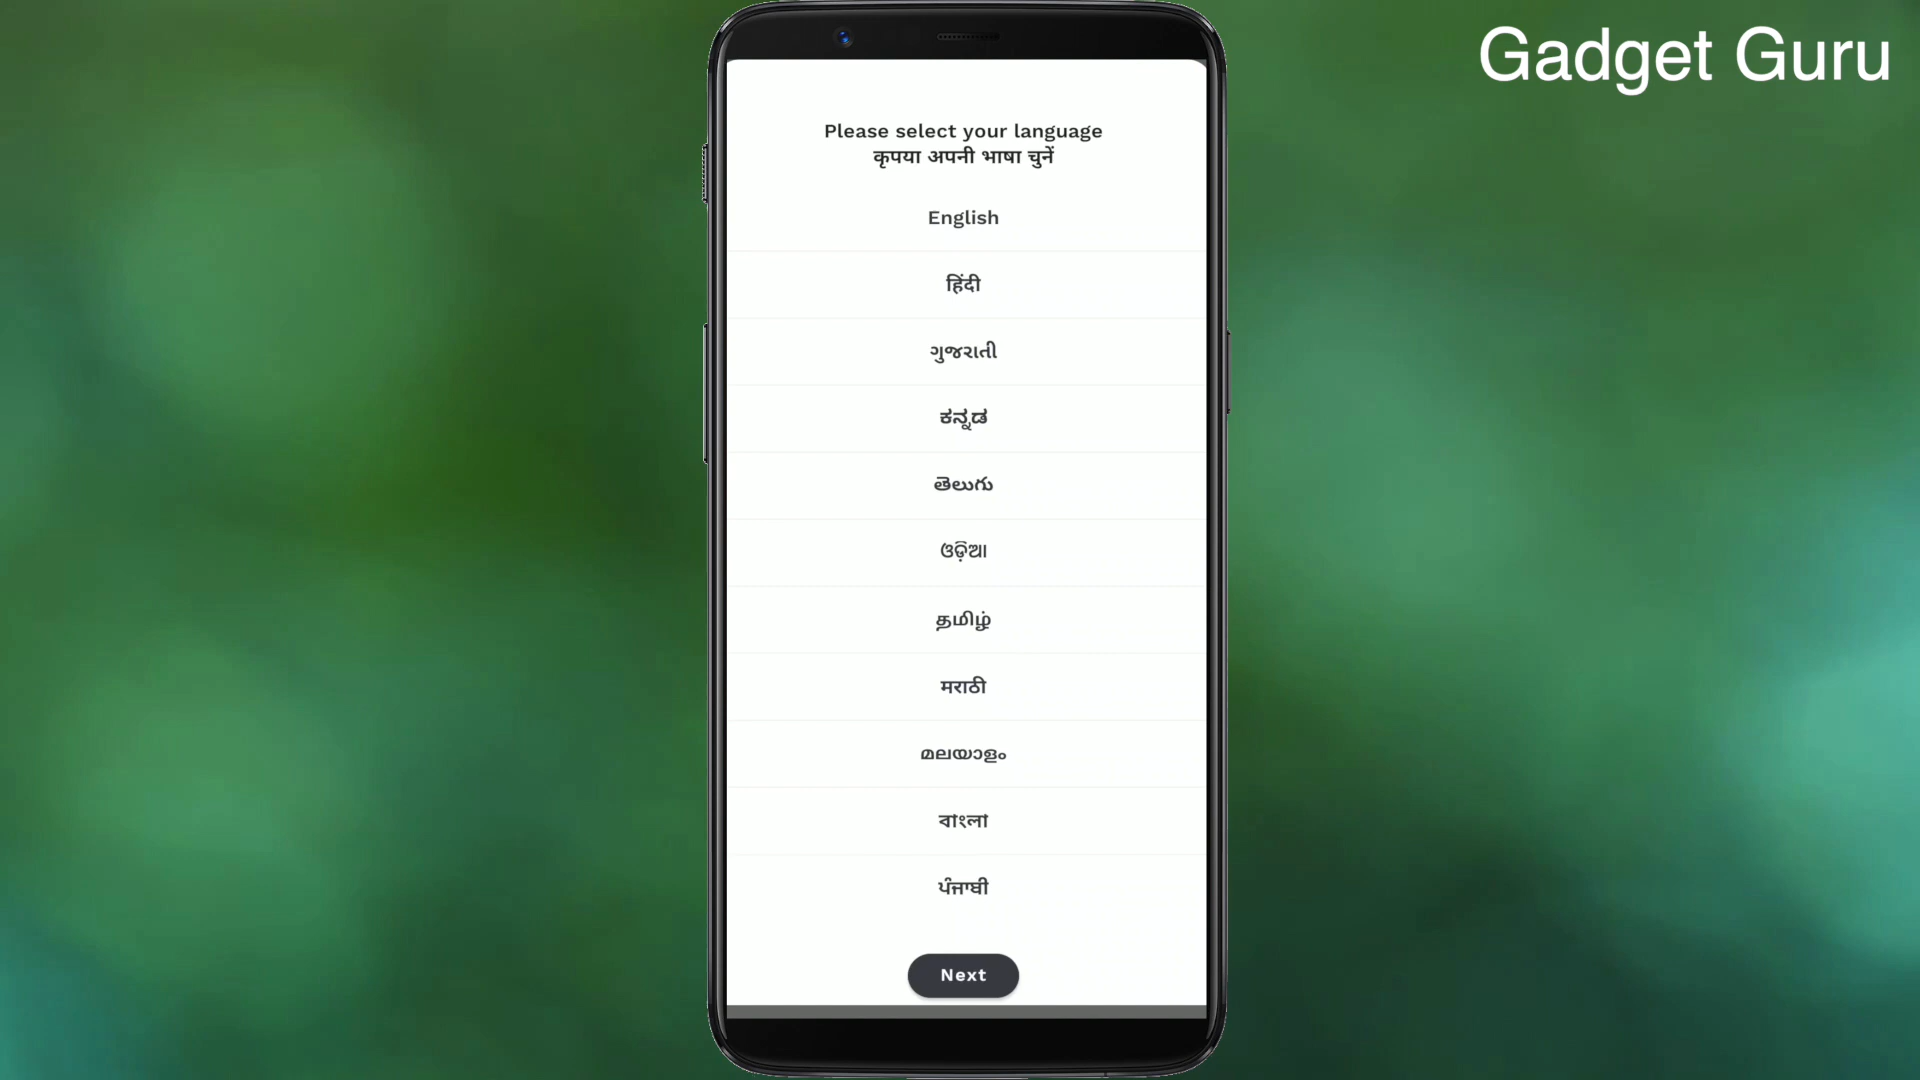 Gadget Guru
Please select your language
कृपया अपनी भाषा चुनें
English
हिंदी
ગુજરાતી
ಕನ್ನಡ
తెలుగు
ଓଡ଼ିଆ
தமிழ்
मराठी
മലയാളം
বাংলা
ਪੰਜਾਬੀ
Next